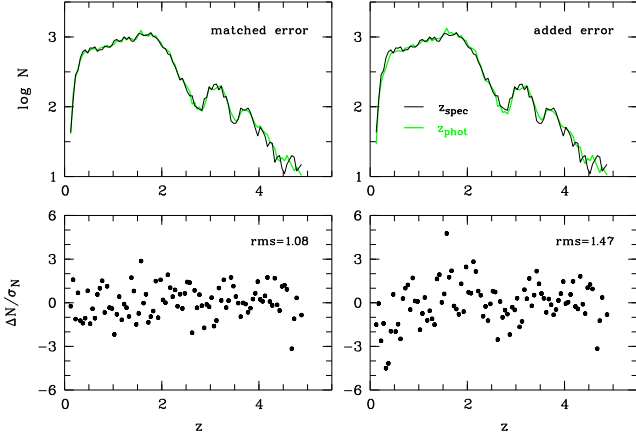 matched error
added error
3
2
1
log N
3
2
1
z_spec
z_phot
0
2
4
0
2
4
rms=1.08
rms=1.47
6
3
0
−3
−6
ΔN/σ_N
6
3
0
−3
−6
0
2
4
0
2
4
z
z